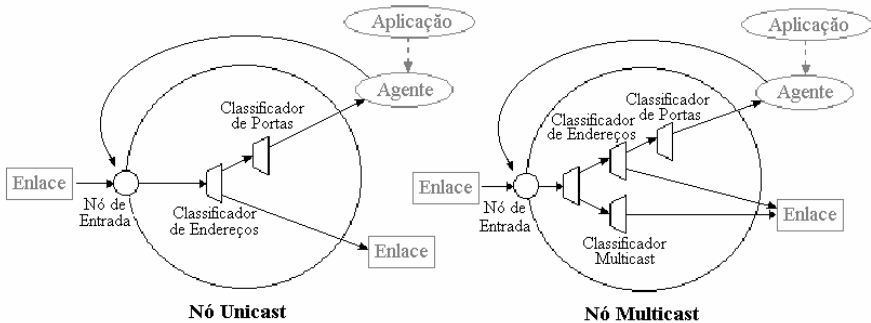 Aplicação
Agente
Classificador
de Portas
Enlace
Nó de
Entrada
Classificador
de Endereços
Enlace
Nó Unicast
Aplicação
Agente
Classificador
de Portas
Classificador
de Endereços
Enlace
Nó de
Entrada
Classificador
Multicast
Enlace
Nó Multicast